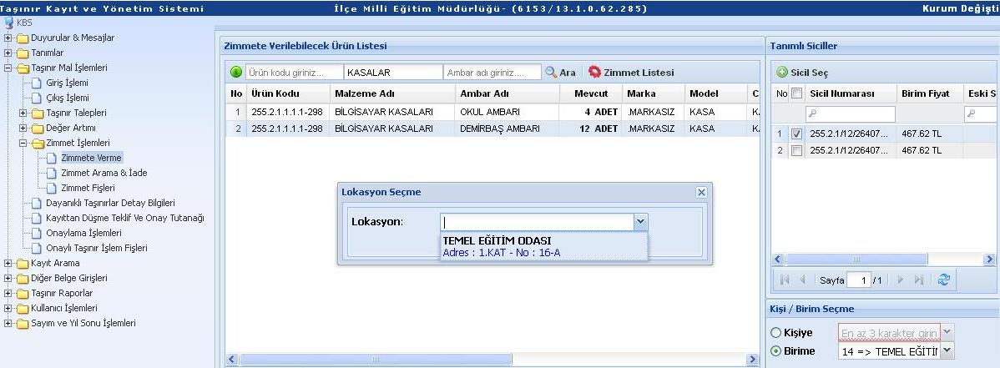 Taşınır Kayıt ve Yönetim Sistemi
İlçe Milli Eğitim Müdürlüğü- (6153/13.1.0.62.285)
Kurum Değişti
KBS
Duyurular & Mesajlar
Tanımlar
Taşınır Mal İşlemleri
Giriş İşlemi
Çıkış İşlemi
Taşınır Talepleri
Değer Artımı
Zimmet İşlemleri
Zimmete Verme
Zimmet Arama & İade
Zimmet Fişleri
Dayanıklı Taşınırlar Detay Bilgileri
Kayıttan Düşme Teklif Ve Onay Tutanağı
Onaylama İşlemleri
Onaylı Taşınır İşlem Fişleri
Kayıt Arama
Diğer Belge Girişleri
Taşınır Raporlar
Kullanıcı İşlemleri
Sayım ve Yıl Sonu İşlemleri
Zimmete Verilebilecek Ürün Listesi
Ürün kodu giriniz... KASALAR Ambar adı giriniz.... Ara Zimmet Listesi
No Ürün Kodu Malzeme Adı Ambar Adı Mevcut Marka Model C
1 255.2.1.1.1.1-298 BİLGİSAYAR KASALARI OKUL AMBARI 4 ADET .MARKASIZ KASA K.
2 255.2.1.1.1.1-298 BİLGİSAYAR KASALARI DEMİRBAŞ AMBARI 12 ADET .MARKASIZ KASA K.
Lokasyon Seçme
Lokasyon:
TEMEL EĞİTİM ODASI
Adres : 1.KAT - No : 16-A
Tanımlı Siciller
Sicil Seç
No Sicil Numarası Birim Fiyat Eski S
1 255.2.1/12/26407... 467.62 TL
2 255.2.1/12/26407... 467.62 TL
Sayfa 1 /1
Kişi / Birim Seçme
Kişiye En az 3 karakter girin
Birime 14 => TEMEL EĞİTİM